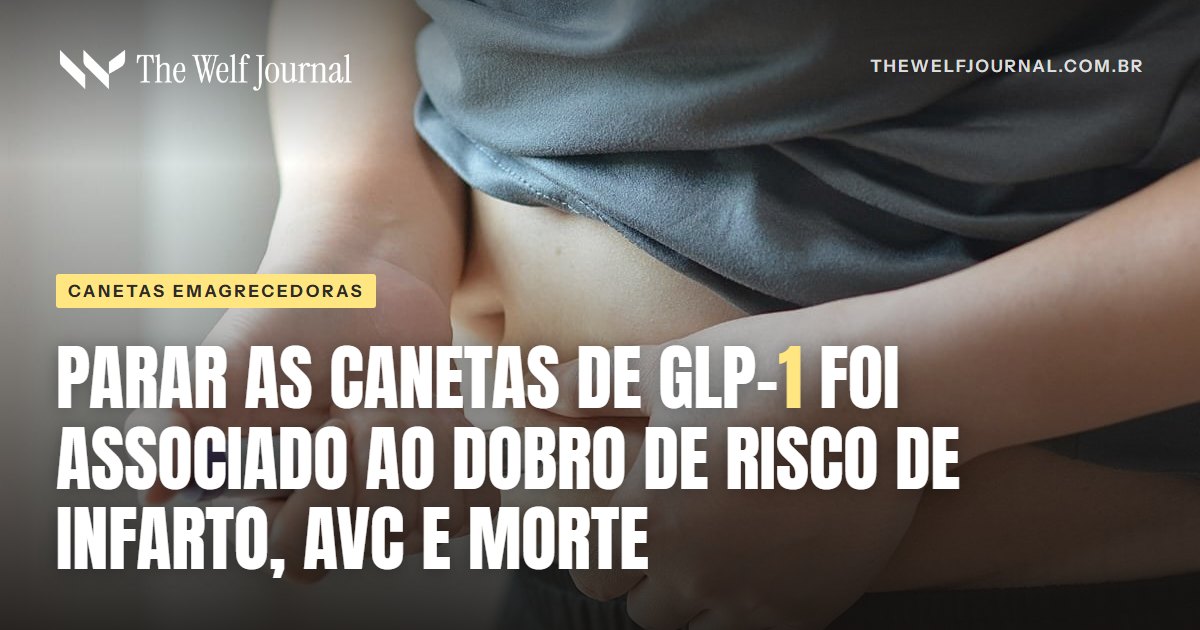 The Welf Journal
THEWELFJOURNAL.COM.BR
CANETAS EMAGRECEDORAS
PARAR AS CANETAS DE GLP-1 FOI
ASSOCIADO AO DOBRO DE RISCO DE
INFARTO, AVC E MORTE